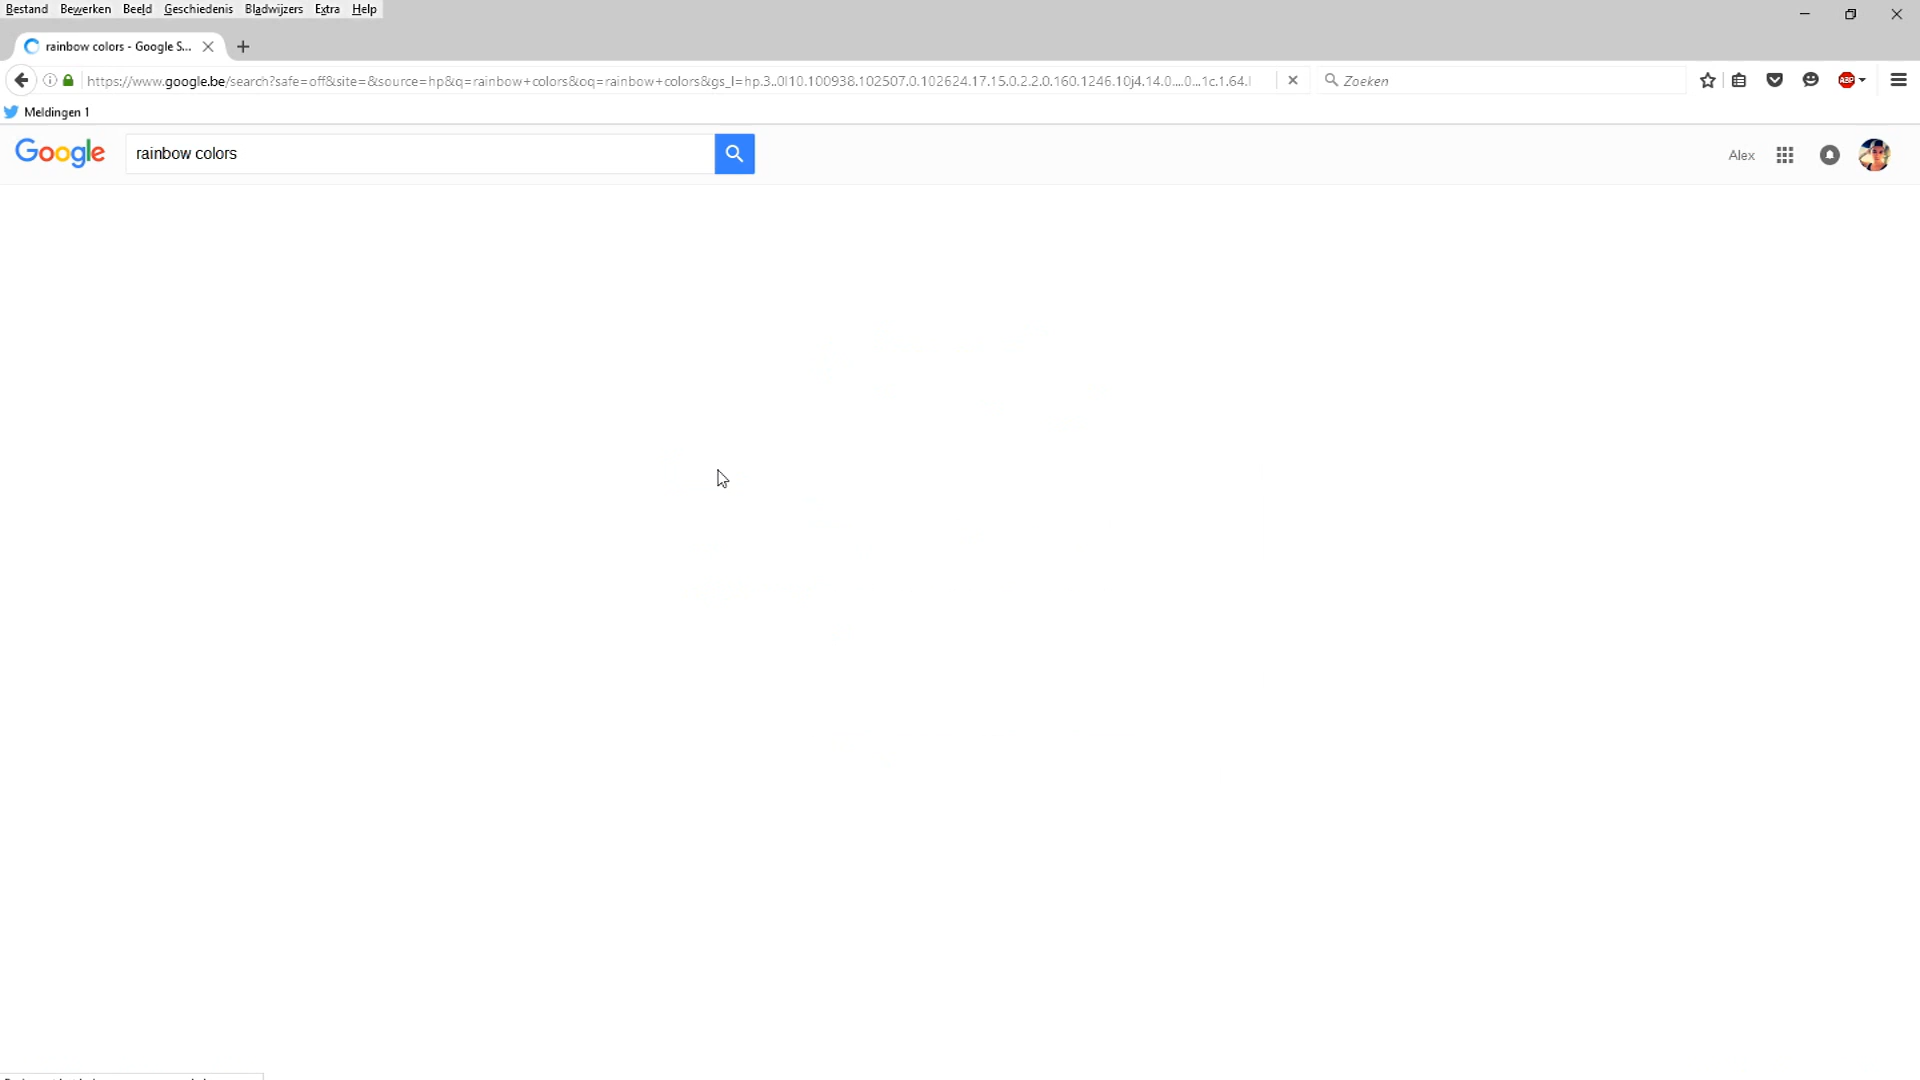 Bestand Bewerken Beeld Geschiedenis Bladwijzers Extra Help
rainbow colors - Google S...
https://www.google.be/search?safe=off&site=&source=hp&q=rainbow+colors&oq=rainbow+colors&gs_l=hp.3..0l10.100938.102507.0.102624.17.15.0.2.2.0.160.1246.10j4.14.0....0...1c.1.64.l
Zoeken
ABP
Meldingen 1
Google
rainbow colors
Alex